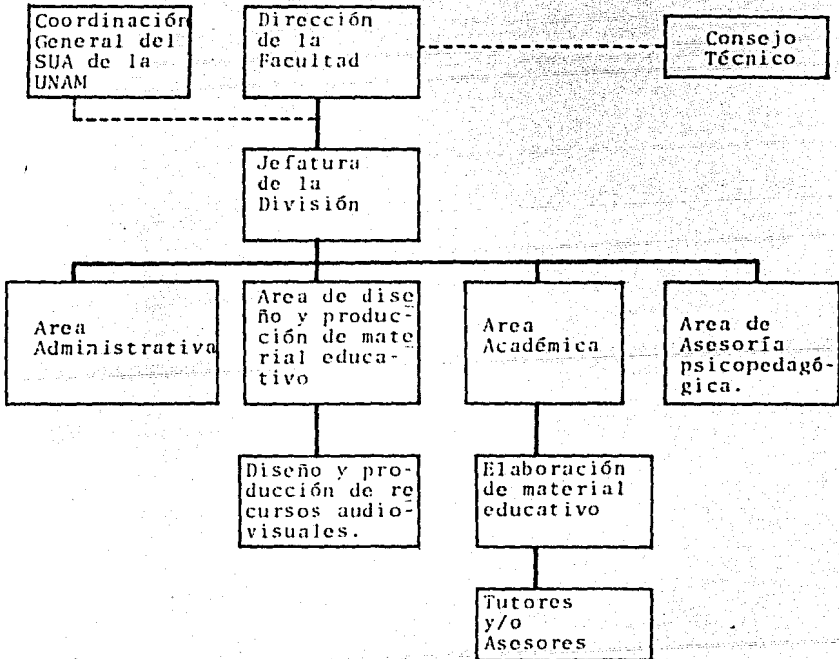 Coordinación
General del
SUA de la
UNAM
Dirección
de la
Facultad
Consejo
Técnico
Jefatura
de la
División
Area
Administrativa
Area de dise
ño y produc-
ción de mate
rial educa-
tivo
Area
Académica
Area de
Asesoría
psicopedagó-
gica.
Diseño y pro-
ducción de re
cursos audio-
visuales.
Elaboración
de material
educativo
Tutores
y/o
Asesores